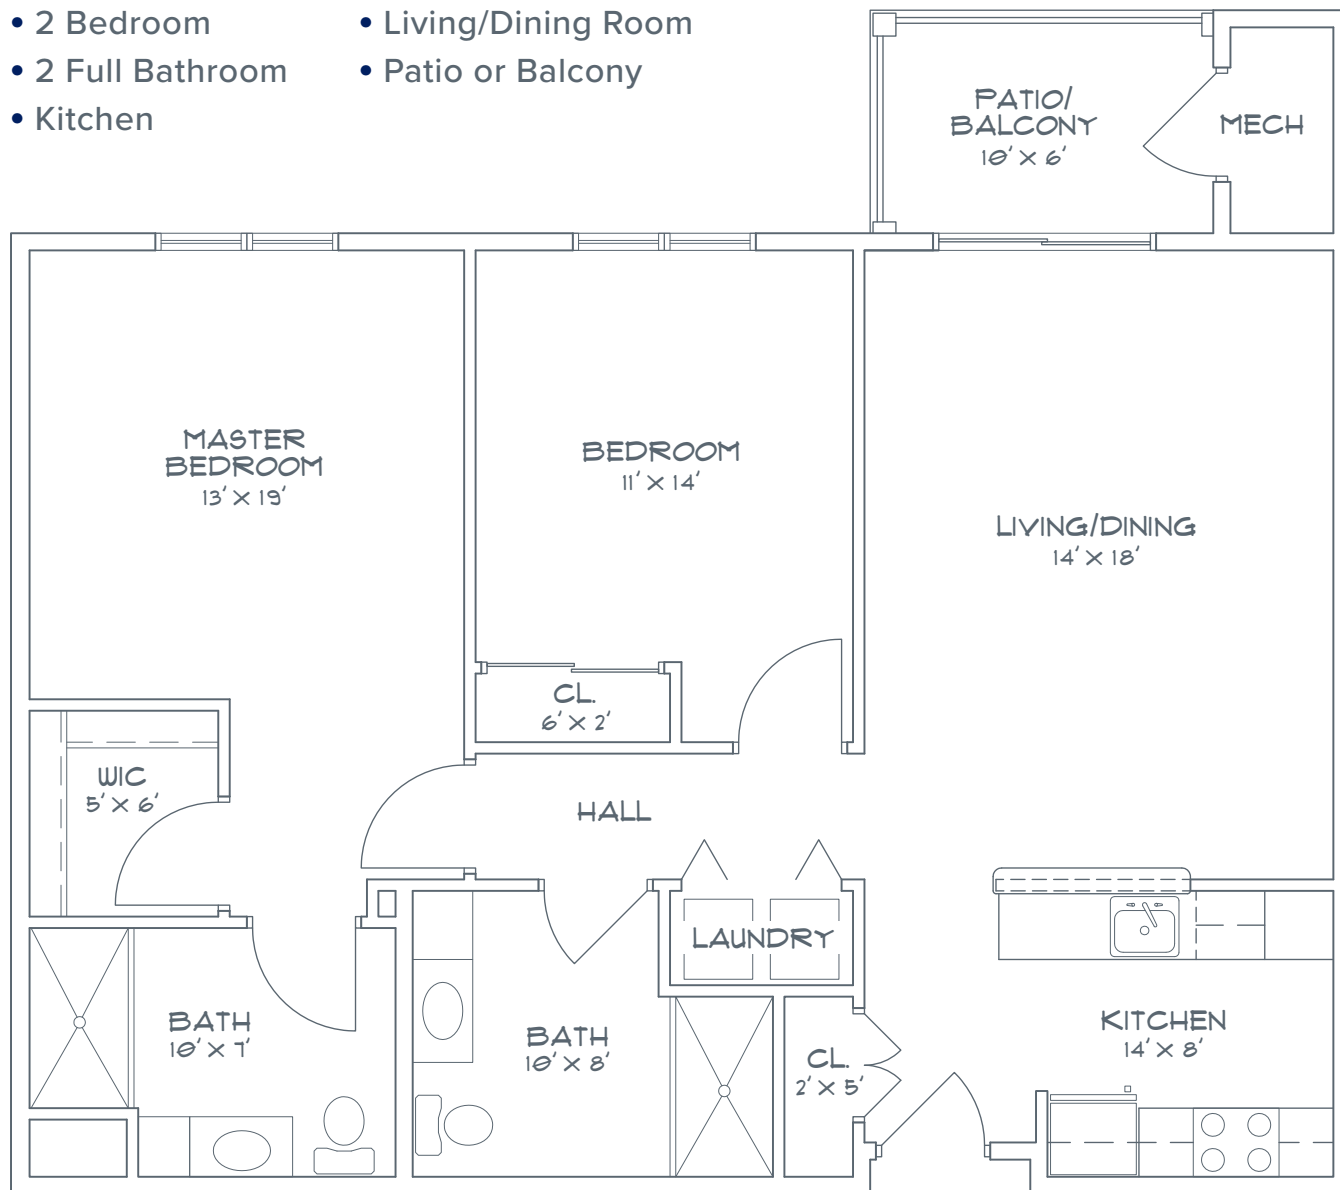 • 2 Bedroom
• 2 Full Bathroom
• Kitchen
• Living/Dining Room
• Patio or Balcony
PATIO/
BALCONY
10' X 6'
MECH
MASTER
BEDROOM
13' X 19'
BEDROOM
11' X 14'
LIVING/DINING
14' X 18'
CL.
6' X 2'
WIC
5' X 6'
HALL
LAUNDRY
BATH
10' X 7'
BATH
10' X 8'
CL.
2' X 5'
KITCHEN
14' X 8'